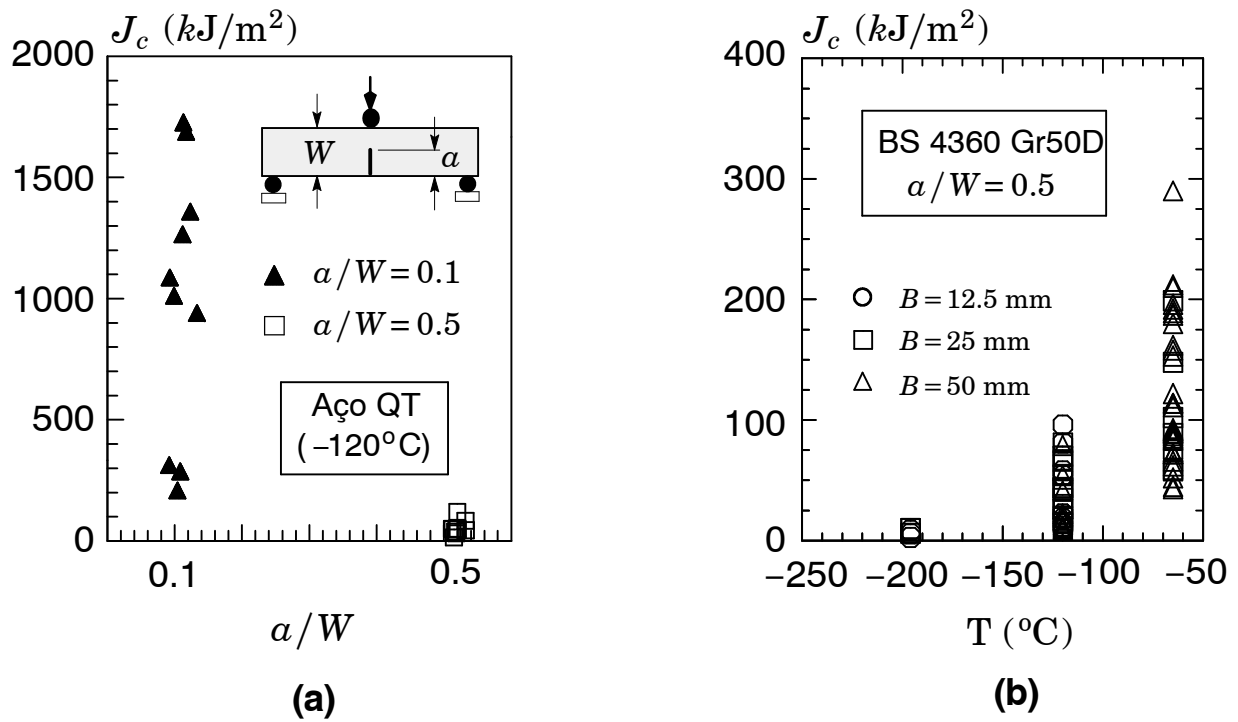 J_c (kJ/m²)
2000
1500
1000
500
0
W
a
a/W = 0.1
a/W = 0.5
Aço QT
(−120°C)
0.1
0.5
a/W
(a)
J_c (kJ/m²)
400
300
200
100
0
BS 4360 Gr50D
a/W = 0.5
B = 12.5 mm
B = 25 mm
B = 50 mm
−250
−200
−150
−100
−50
T (°C)
(b)